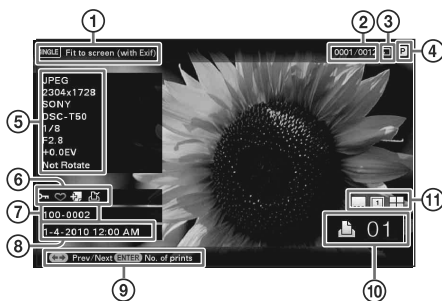 ① ② ③ ④
INGLE Fit to screen (with Exif) 0001/0012 P
⑤
JPEG
2304x1728
SONY
DSC-T50
1/8
F2.8
+0.0EV
Not Rotate
⑥
⑦
100-0002
⑧
1-4-2010 12:00 AM
Prev/Next ENTER No. of prints
⑨
⑪
1
01
⑩